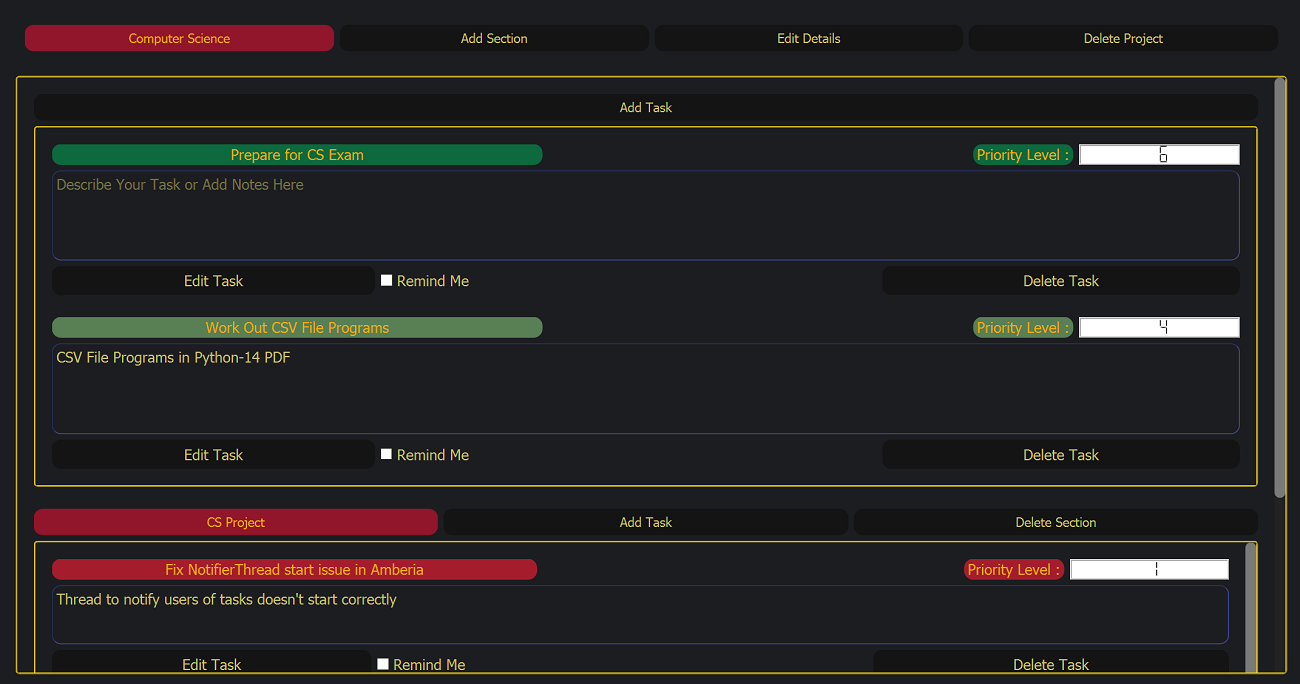 Computer Science Add Section Edit Details Delete Project
Add Task
Prepare for CS Exam Priority Level : 6
Describe Your Task or Add Notes Here
Edit Task Remind Me Delete Task
Work Out CSV File Programs Priority Level : 4
CSV File Programs in Python-14 PDF
Edit Task Remind Me Delete Task
CS Project Add Task Delete Section
Fix NotifierThread start issue in Amberia Priority Level : 1
Thread to notify users of tasks doesn't start correctly
Edit Task Remind Me Delete Task